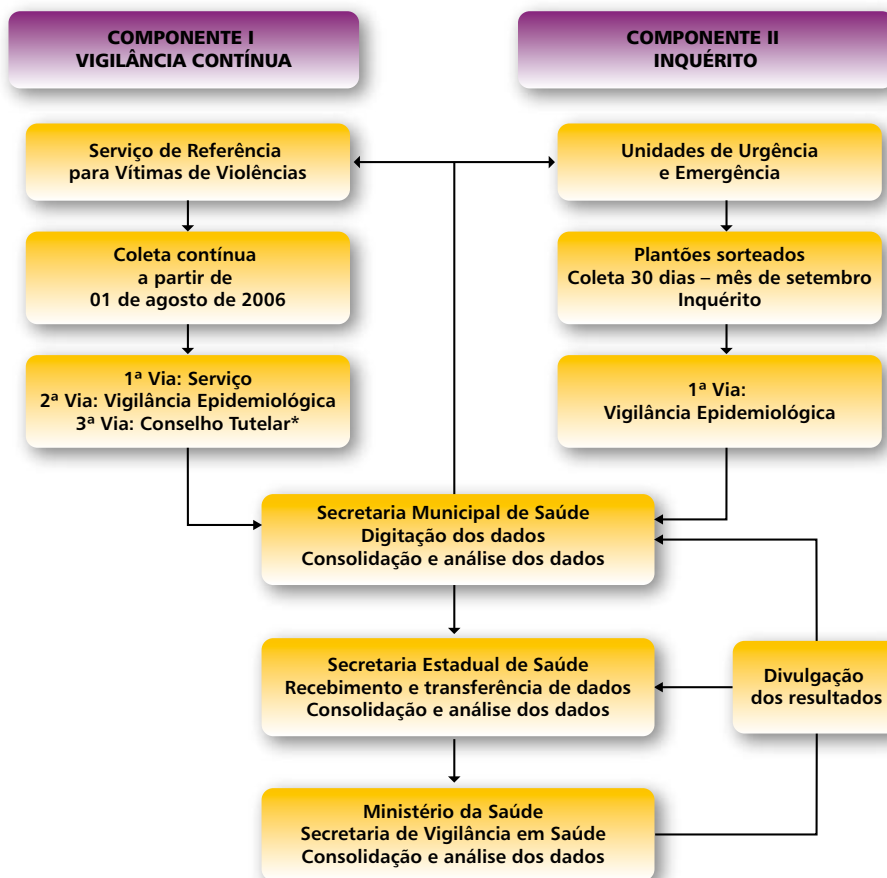 COMPONENTE I
VIGILÂNCIA CONTÍNUA
COMPONENTE II
INQUÉRITO
Serviço de Referência
para Vítimas de Violências
Unidades de Urgência
e Emergência
Coleta contínua
a partir de
01 de agosto de 2006
Plantões sorteados
Coleta 30 dias – mês de setembro
Inquérito
1ª Via: Serviço
2ª Via: Vigilância Epidemiológica
3ª Via: Conselho Tutelar*
1ª Via:
Vigilância Epidemiológica
Secretaria Municipal de Saúde
Digitação dos dados
Consolidação e análise dos dados
Secretaria Estadual de Saúde
Recebimento e transferência de dados
Consolidação e análise dos dados
Divulgação
dos resultados
Ministério da Saúde
Secretaria de Vigilância em Saúde
Consolidação e análise dos dados